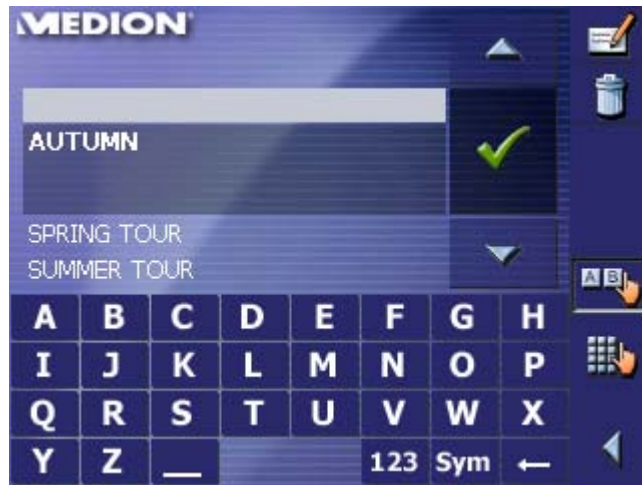 MEDION
AUTUMN
SPRING TOUR
SUMMER TOUR
A B
A B C D E F G H
I J K L M N O P
Q R S T U V W X
Y Z _ 123 Sym ←